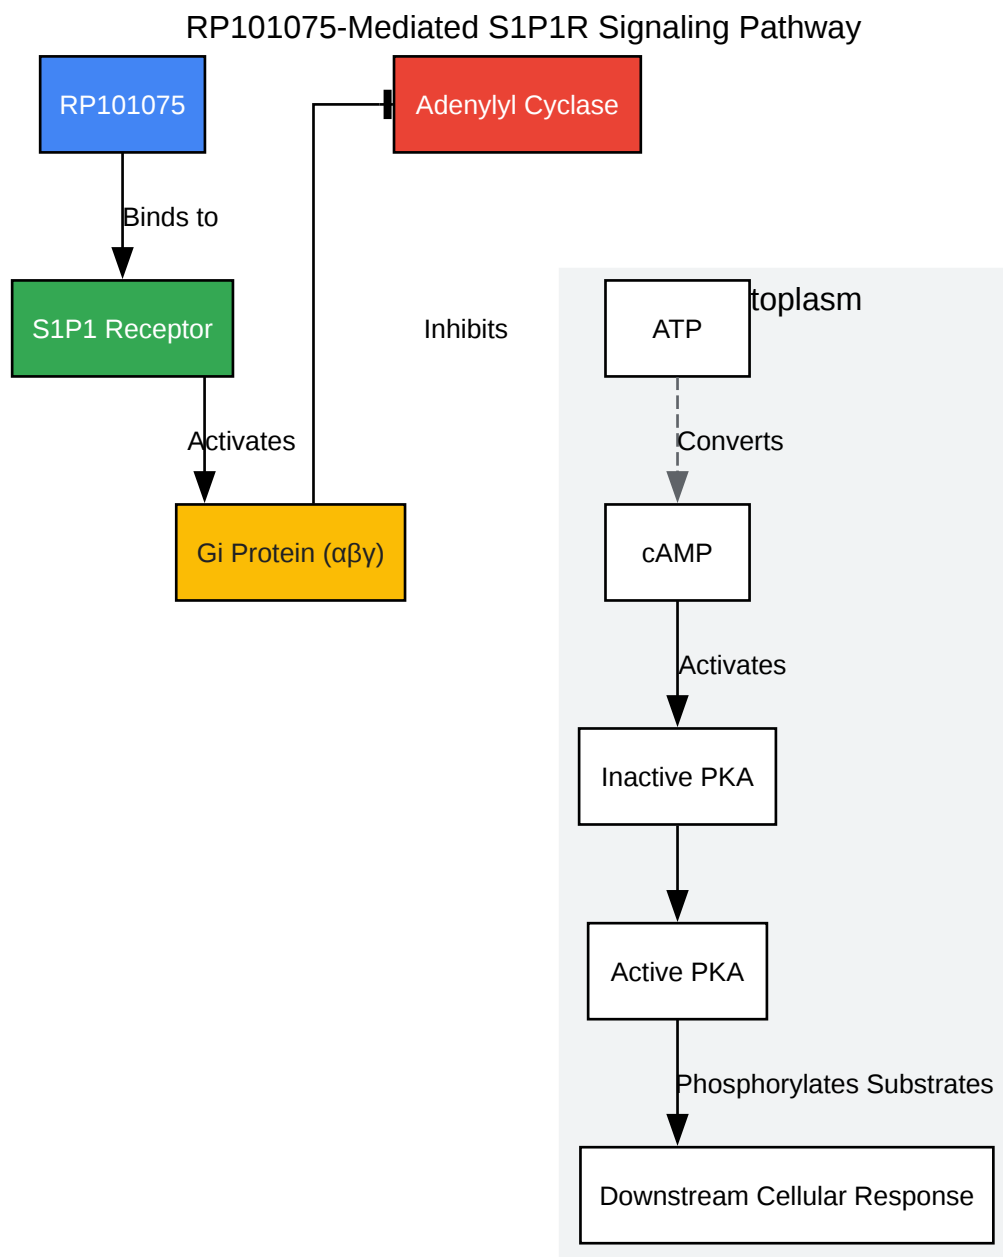 RP101075-Mediated S1P1R Signaling Pathway
RP101075
Adenylyl Cyclase
Binds to
toplasm
S1P1 Receptor
Inhibits
ATP
Activates
Converts
Gi Protein (αβγ)
cAMP
Activates
Inactive PKA
Active PKA
Phosphorylates Substrates
Downstream Cellular Response